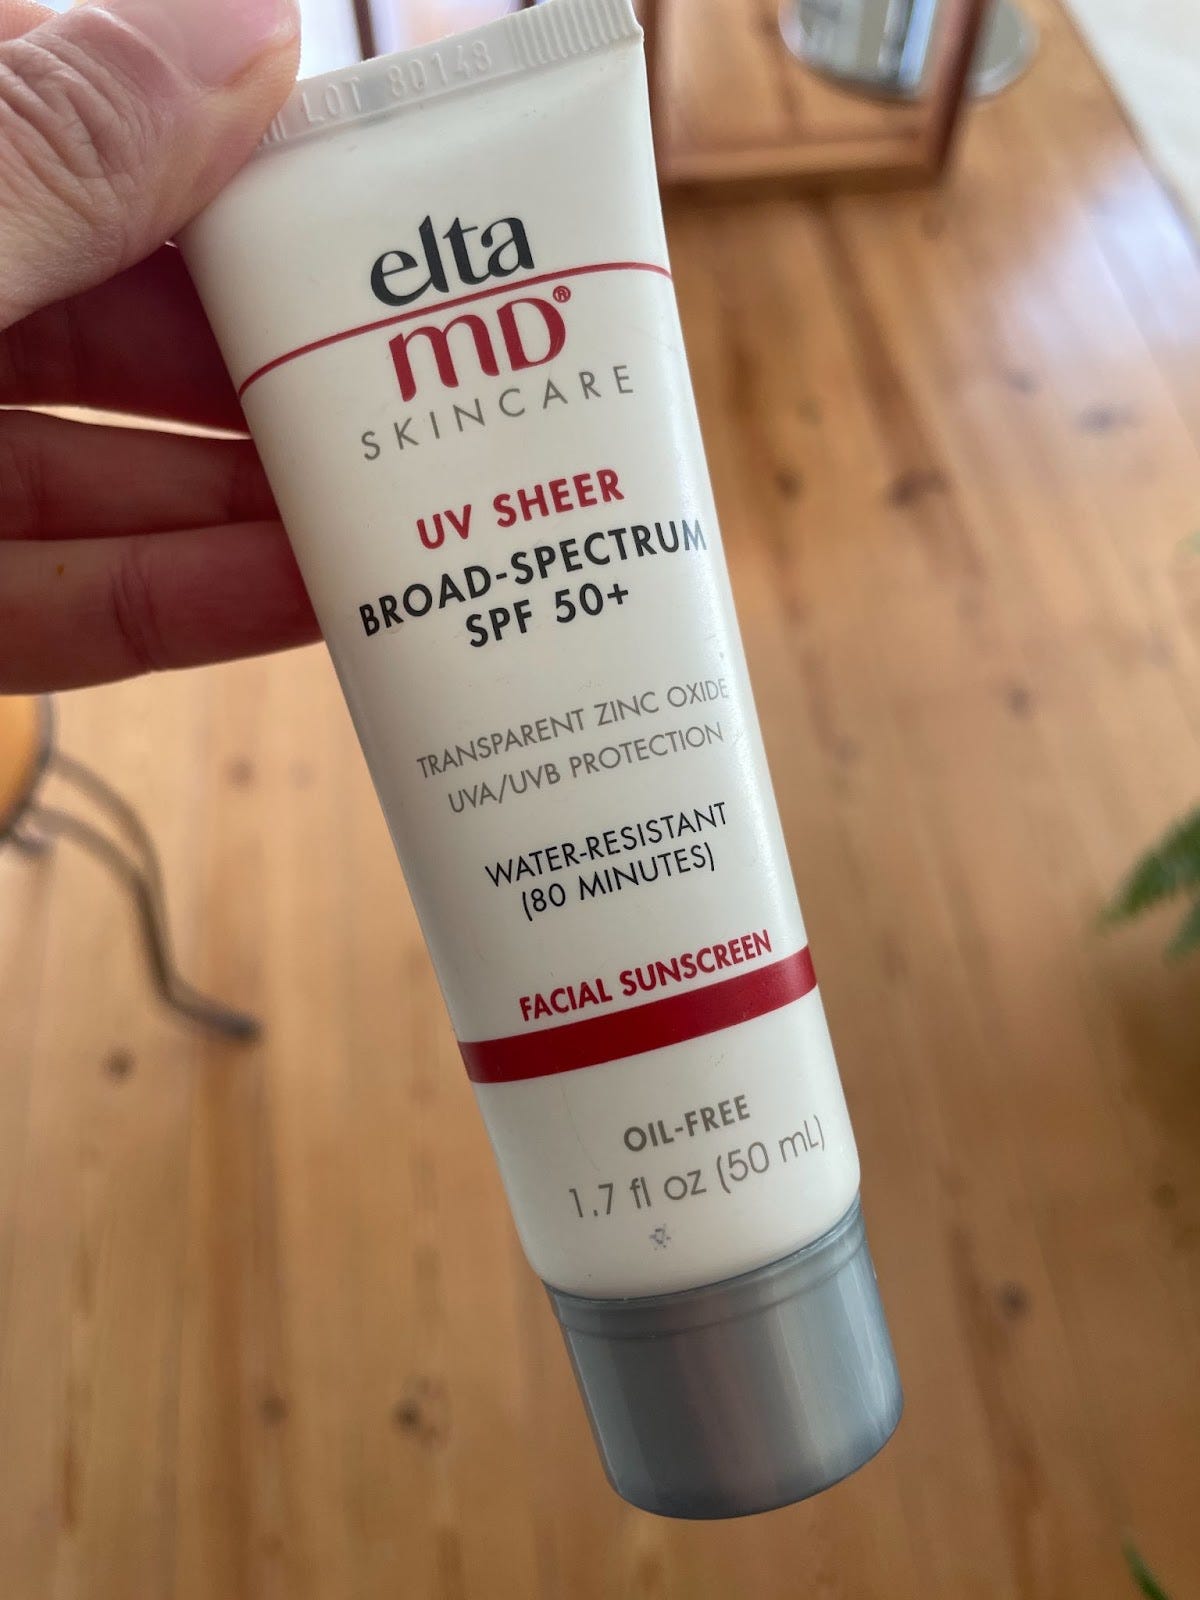 LOT 80148
elta
MD®
SKINCARE
UV SHEER
BROAD-SPECTRUM
SPF 50+
TRANSPARENT ZINC OXIDE
UVA/UVB PROTECTION
WATER-RESISTANT
(80 MINUTES)
FACIAL SUNSCREEN
OIL-FREE
1.7 fl oz (50 mL)